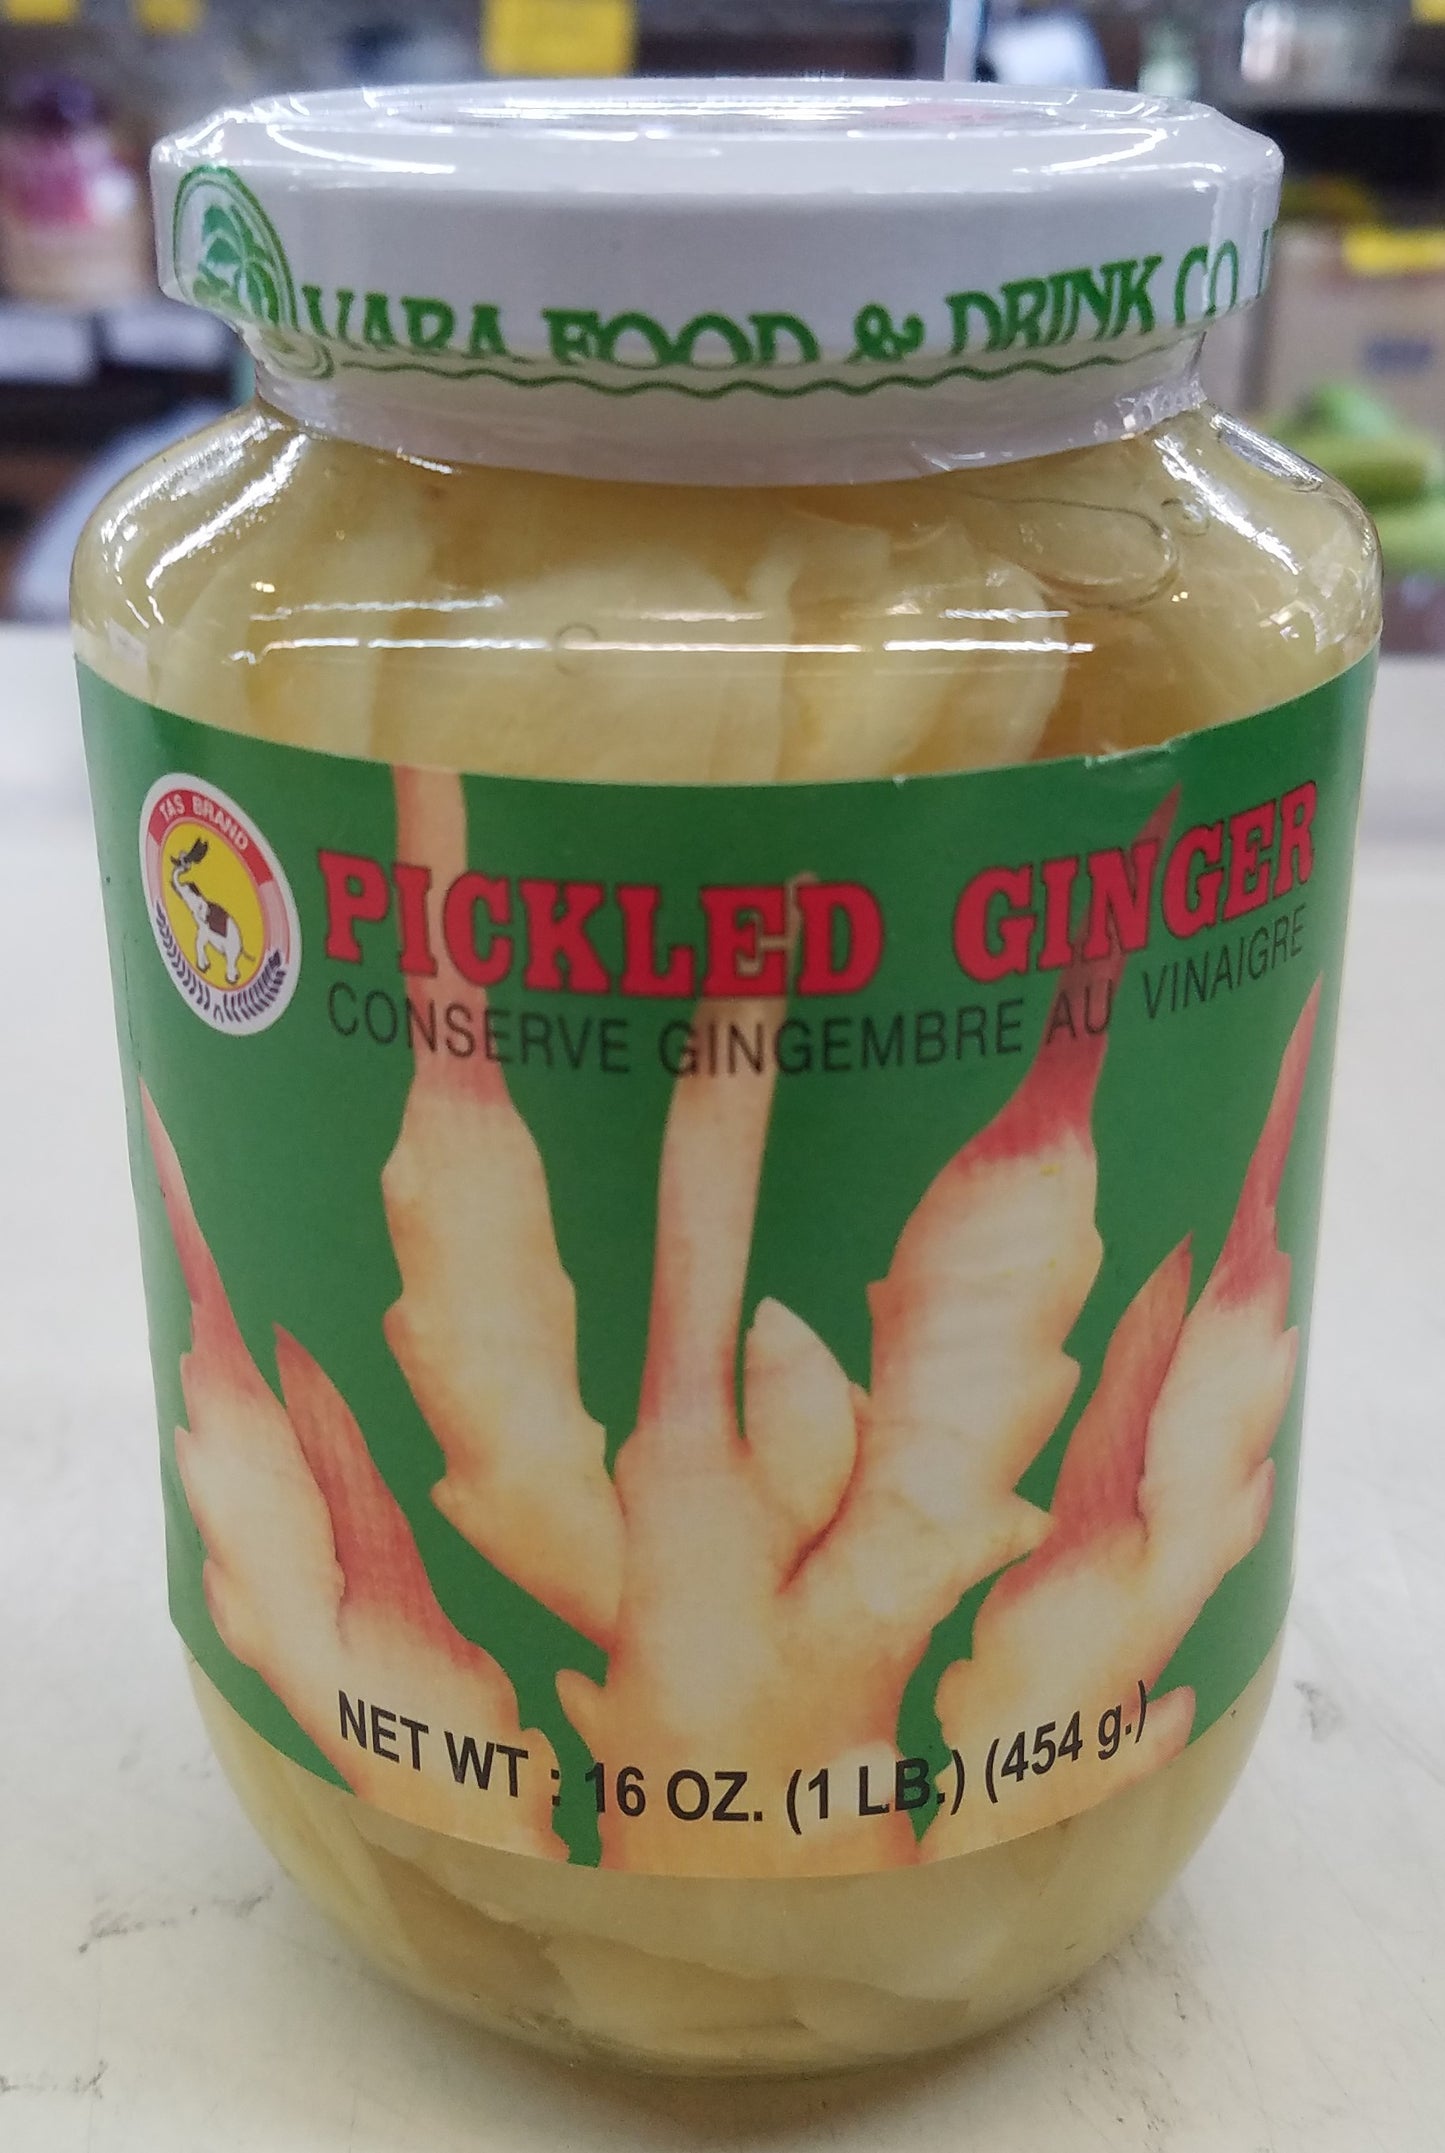 VARA FOOD & DRINK CO.
TAS BRAND
PICKLED GINGER
CONSERVE GINGEMBRE AU VINAIGRE
NET WT : 16 OZ. (1 LB.) (454 g.)